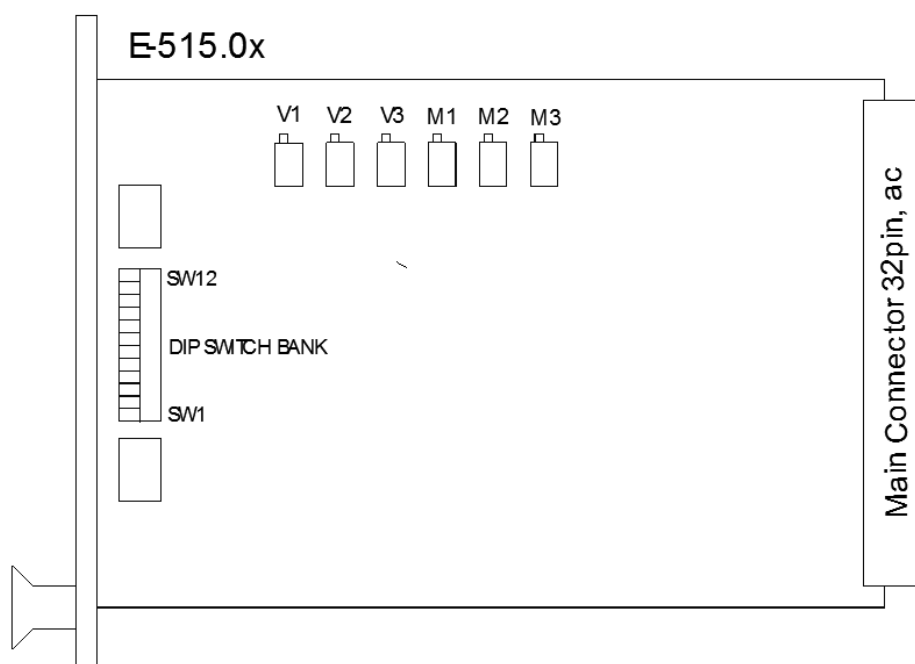 E-515.0x
V1 V2 V3 M1 M2 M3
SW12
DIP SWITCH BANK
SW1
Main Connector 32pin, ac